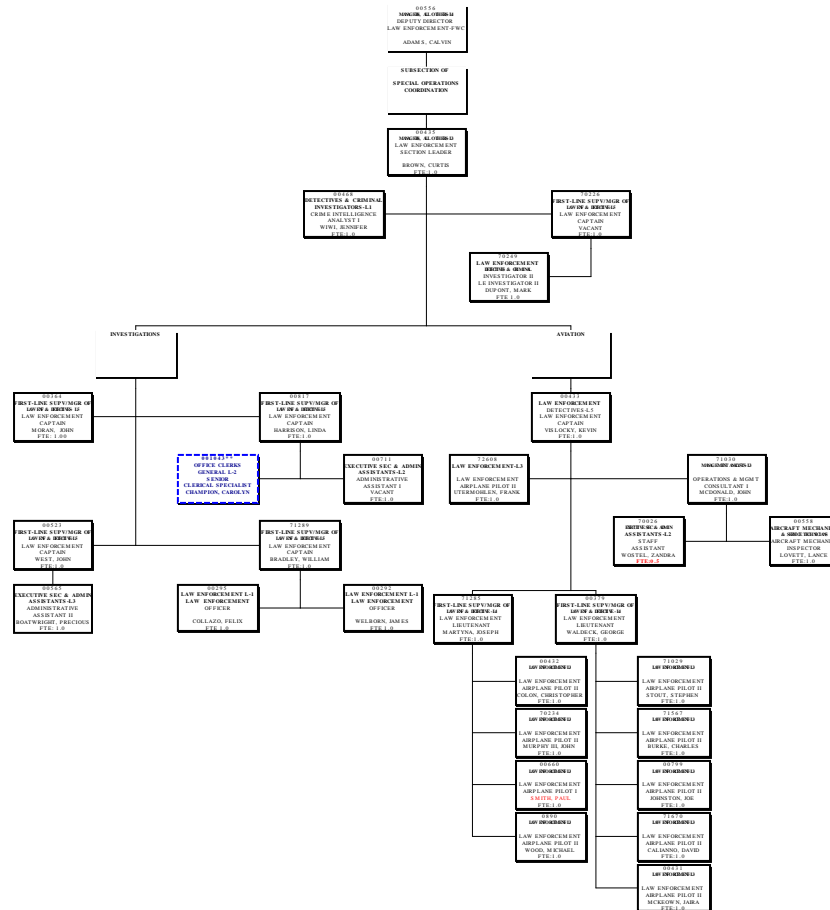 00556
DEPUTY DIRECTOR
LAW ENFORCEMENT-FWC
ADAMS, CALVIN
SUBSECTION OF
SPECIAL OPERATIONS
COORDINATION
00435
LAW ENFORCEMENT
SECTION LEADER
BROWN, CURTIS
FTE:1.0
00468
DETECTIVES & CRIMINAL
INVESTIGATORS-L1
CRIME INTELLIGENCE
ANALYST I
WIWI, JENNIFER
FTE:1.0
70226
FIRST-LINE SUPV/MGR OF
LAW ENFORCEMENT
CAPTAIN
VACANT
FTE:1.0
70249
LAW ENFORCEMENT
INVESTIGATOR II
LE INVESTIGATOR II
DUPONT, MARK
FTE 1.0
INVESTIGATIONS
AVIATION
00364
FIRST-LINE SUPV/MGR OF
LAW ENFORCEMENT
CAPTAIN
MORAN, JOHN
FTE: 1.00
00817
FIRST-LINE SUPV/MGR OF
LAW ENFORCEMENT
CAPTAIN
HARRISON, LINDA
FTE:1.0
00433
LAW ENFORCEMENT
DETECTIVES-L5
LAW ENFORCEMENT
CAPTAIN
VISLOCKY, KEVIN
FTE:1.0
001043**
OFFICE CLERKS
GENERAL L-2
SENIOR
CLERICAL SPECIALIST
CHAMPION, CAROLYN
00711
EXECUTIVE SEC & ADMIN
ASSISTANTS-L2
ADMINISTRATIVE
ASSISTANT I
VACANT
FTE:1.0
72608
LAW ENFORCEMENT-L3
LAW ENFORCEMENT
AIRPLANE PILOT II
UTERMOHLEN, FRANK
FTE:1.0
71030
OPERATIONS & MGMT
CONSULTANT I
MCDONALD, JOHN
FTE:1.0
00523
FIRST-LINE SUPV/MGR OF
LAW ENFORCEMENT
CAPTAIN
WEST, JOHN
FTE:1.0
71289
FIRST-LINE SUPV/MGR OF
LAW ENFORCEMENT
CAPTAIN
BRADLEY, WILLIAM
FTE:1.0
70026
ASSISTANTS-L2
STAFF
ASSISTANT
WOSTEL, ZANDRA
FTE:0.5
00558
AIRCRAFT MECHANIC
INSPECTOR
LOVETT, LANCE
FTE:1.0
00565
EXECUTIVE SEC & ADMIN
ASSISTANTS-L3
ADMINISTRATIVE
ASSISTANT II
BOATWRIGHT, PRECIOUS
FTE: 1.0
00295
LAW ENFORCEMENT L-1
LAW ENFORCEMENT
OFFICER
COLLAZO, FELIX
FTE 1.0
00292
LAW ENFORCEMENT L-1
LAW ENFORCEMENT
OFFICER
WELBORN, JAMES
FTE 1.0
71285
FIRST-LINE SUPV/MGR OF
LAW ENFORCEMENT
LIEUTENANT
MARTYNA, JOSEPH
FTE:1.0
00379
FIRST-LINE SUPV/MGR OF
LAW ENFORCEMENT
LIEUTENANT
WALDECK, GEORGE
FTE:1.0
00432
LAW ENFORCEMENT
AIRPLANE PILOT II
COLON, CHRISTOPHER
FTE:1.0
71029
LAW ENFORCEMENT
AIRPLANE PILOT II
STOUT, STEPHEN
FTE:1.0
70234
LAW ENFORCEMENT
AIRPLANE PILOT II
MURPHY III, JOHN
FTE:1.0
71567
LAW ENFORCEMENT
AIRPLANE PILOT II
BURKE, CHARLES
FTE:1.0
00660
LAW ENFORCEMENT
AIRPLANE PILOT I
SMITH, PAUL
FTE:1.0
00799
LAW ENFORCEMENT
AIRPLANE PILOT II
JOHNSTON, JOE
FTE:1.0
0890
LAW ENFORCEMENT
AIRPLANE PILOT II
WOOD, MICHAEL
FTE:1.0
71670
LAW ENFORCEMENT
AIRPLANE PILOT II
CALIANNO, DAVID
FTE:1.0
00431
LAW ENFORCEMENT
AIRPLANE PILOT II
MCKEOWN, JAIRA
FTE:1.0